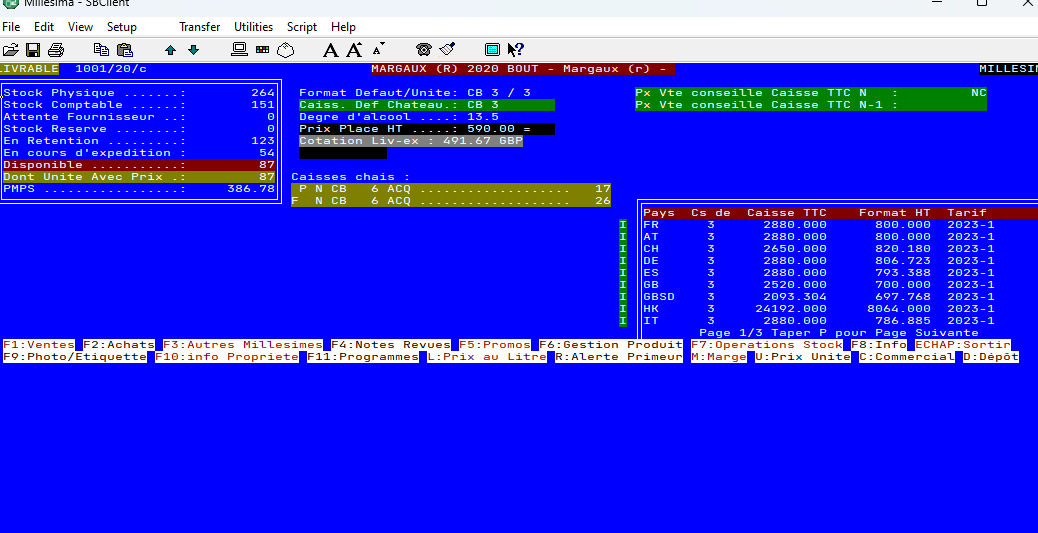 Millesima - SBClient
File Edit View Setup Transfer Utilities Script Help
LIVRABLE 1001/20/c MARGAUX (R) 2020 BOUT - Margaux (r) - MILLESIM
Stock Physique .......: 264
Stock Comptable ......: 151
Attente Fournisseur ..: 0
Stock Reserve ........: 0
En Retention .........: 123
En cours d'expedition : 54
Disponible ...........: 87
Dont Unite Avec Prix .: 87
PMPS .................: 386.78
Format Defaut/Unite: CB 3 / 3
Caiss. Def Chateau.: CB 3
Degre d'alcool ....: 13.5
Prix Place HT .....: 590.00 =
Cotation Liv-ex : 491.67 GBP
Caisses chais :
P N CB 6 ACQ ................... 17
F N CB 6 ACQ ................... 26
Px Vte conseille Caisse TTC N : NC
Px Vte conseille Caisse TTC N-1 :
Pays Cs de Caisse TTC Format HT Tarif
I FR 3 2880.000 800.000 2023-1
I AT 3 2880.000 800.000 2023-1
I CH 3 2650.000 820.180 2023-1
I DE 3 2880.000 806.723 2023-1
I ES 3 2880.000 793.388 2023-1
I GB 3 2520.000 700.000 2023-1
I GBSD 3 2093.304 697.768 2023-1
I HK 3 24192.000 8064.000 2023-1
I IT 3 2880.000 786.885 2023-1
Page 1/3 Taper P pour Page Suivante
F1:Ventes F2:Achats F3:Autres Millesimes F4:Notes Revues F5:Promos F6:Gestion Produit F7:Operations Stock F8:Info ECHAP:Sortir
F9:Photo/Etiquette F10:info Propriete F11:Programmes L:Prix au Litre R:Alerte Primeur M:Marge U:Prix Unite C:Commercial D:Dépôt